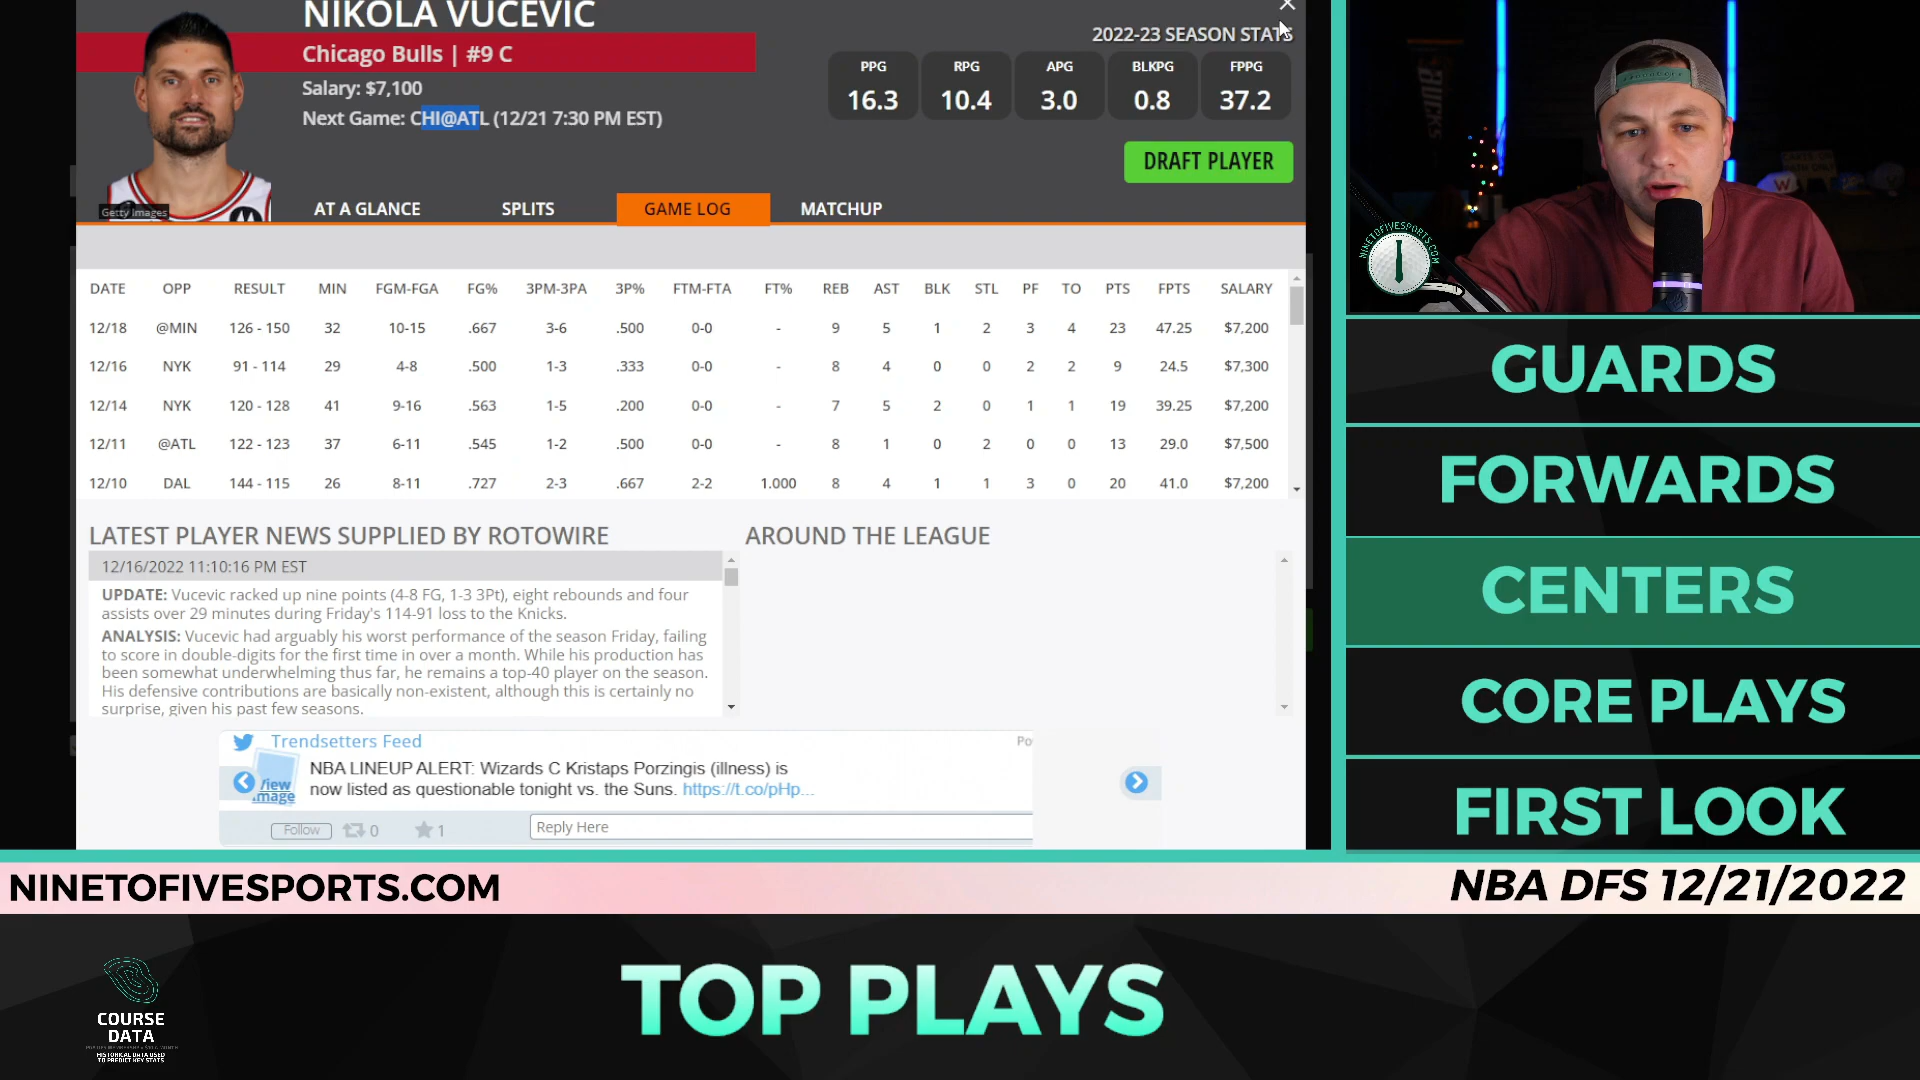 NIKOLA VUCEVIC
Chicago Bulls | #9 C
Salary: $7,100
Next Game: CHI@ATL (12/21 7:30 PM EST)
2022-23 SEASON STATS
PPG RPG APG BLKPG FPPG
16.3 10.4 3.0 0.8 37.2
DRAFT PLAYER
Getty Images
AT A GLANCE SPLITS GAME LOG MATCHUP
DATE OPP RESULT MIN FGM-FGA FG% 3PM-3PA 3P% FTM-FTA FT% REB AST BLK STL PF TO PTS FPTS SALARY
12/18 @MIN 126 - 150 32 10-15 .667 3-6 .500 0-0 - 9 5 1 2 3 4 23 47.25 $7,200
12/16 NYK 91 - 114 29 4-8 .500 1-3 .333 0-0 - 8 4 0 0 2 2 9 24.5 $7,300
12/14 NYK 120 - 128 41 9-16 .563 1-5 .200 0-0 - 7 5 2 0 1 1 19 39.25 $7,200
12/11 @ATL 122 - 123 37 6-11 .545 1-2 .500 0-0 - 8 1 0 2 0 0 13 29.0 $7,500
12/10 DAL 144 - 115 26 8-11 .727 2-3 .667 2-2 1.000 8 4 1 1 3 0 20 41.0 $7,200
LATEST PLAYER NEWS SUPPLIED BY ROTOWIRE
AROUND THE LEAGUE
12/16/2022 11:10:16 PM EST
UPDATE: Vucevic racked up nine points (4-8 FG, 1-3 3Pt), eight rebounds and four
assists over 29 minutes during Friday's 114-91 loss to the Knicks.
ANALYSIS: Vucevic had arguably his worst performance of the season Friday, failing
to score in double-digits for the first time in over a month. While his production has
been somewhat underwhelming thus far, he remains a top-40 player on the season.
His defensive contributions are basically non-existent, although this is certainly no
surprise, given his past few seasons.
Trendsetters Feed
Po
View
image
NBA LINEUP ALERT: Wizards C Kristaps Porzingis (illness) is
now listed as questionable tonight vs. the Suns. https://t.co/pHp...
Follow 0 1 Reply Here
BUCKS
W
NINETOFIVESPORTS.COM
GUARDS
FORWARDS
CENTERS
CORE PLAYS
FIRST LOOK
NINETOFIVESPORTS.COM
NBA DFS 12/21/2022
COURSE
DATA
HISTORICAL DATA USED
TO PREDICT KEY STATS
TOP PLAYS